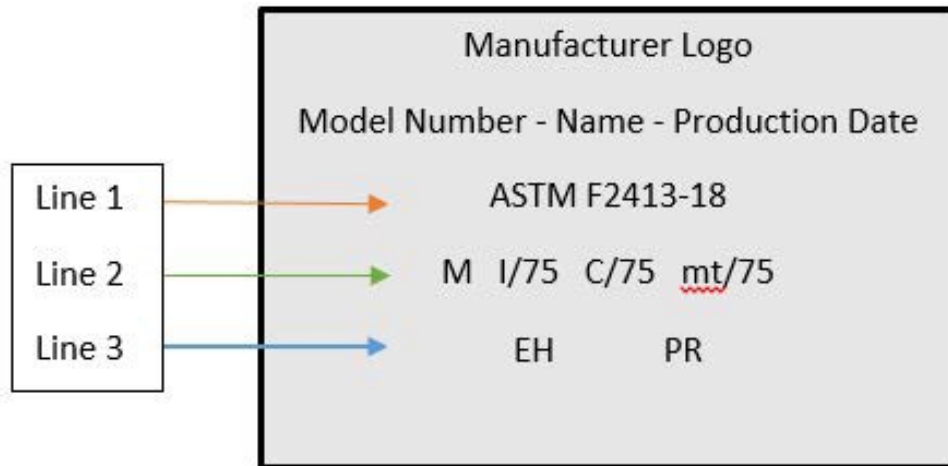 Manufacturer Logo
Model Number - Name - Production Date
Line 1 ASTM F2413-18
Line 2 M I/75 C/75 mt/75
Line 3 EH PR